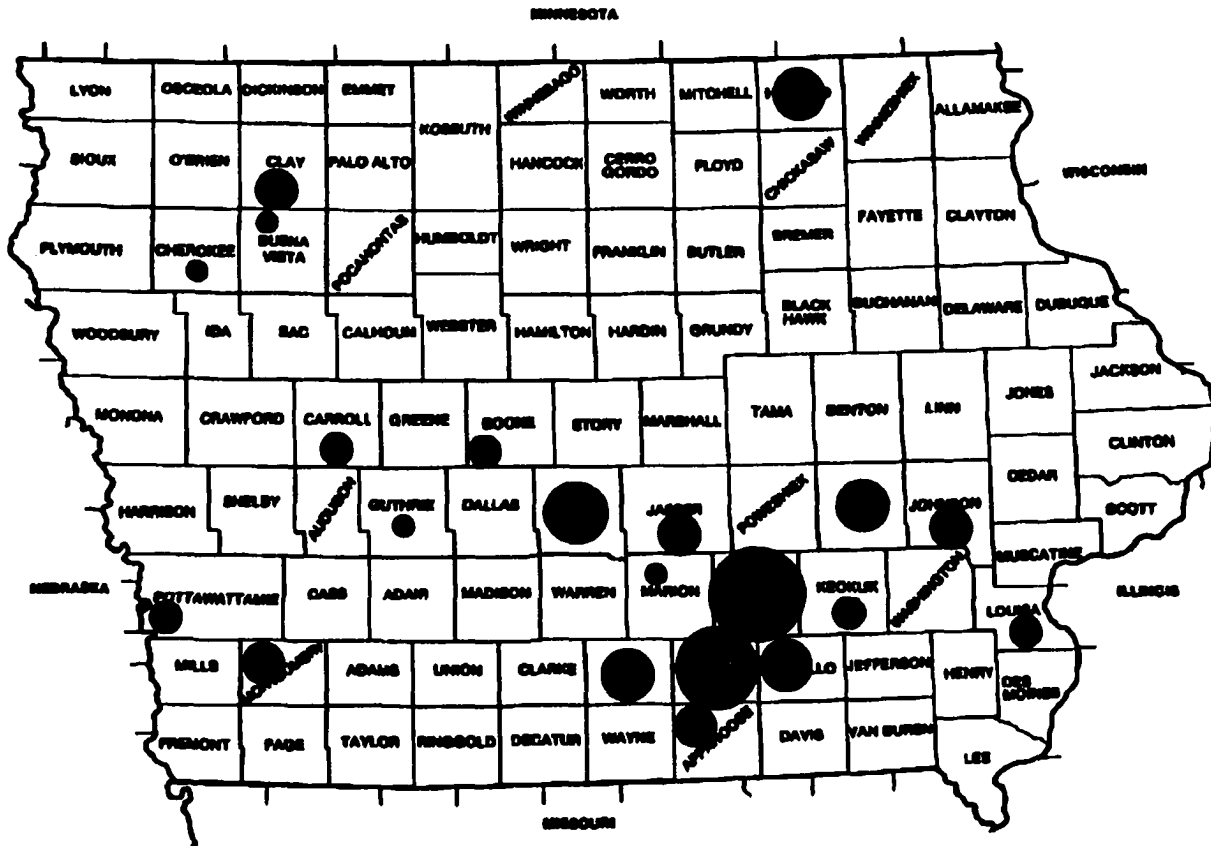 MINNESOTA
LYON
OSCEOLA
DICKINSON
EMMET
KOSSUTH
WINNEBAGO
WORTH
MITCHELL
WINNESHIEK
ALLAMAKEE
SIOUX
O'BRIEN
CLAY
PALO ALTO
HANCOCK
CERRO
GORDO
FLOYD
CHICKASAW
WISCONSIN
PLYMOUTH
CHEROKEE
BUENA
VISTA
POCAHONTAS
HUMBOLDT
WRIGHT
FRANKLIN
BUTLER
BREMER
FAYETTE
CLAYTON
WOODBURY
IDA
SAC
CALHOUN
WEBSTER
HAMILTON
HARDIN
GRUNDY
BLACK
HAWK
BUCHANAN
DELAWARE
DUBUQUE
MONONA
CRAWFORD
CARROLL
GREENE
BOONE
STORY
MARSHALL
TAMA
BENTON
LINN
JONES
JACKSON
CLINTON
HARRISON
SHELBY
AUDUBON
GUTHRIE
DALLAS
JASPER
POWESHIEK
JOHNSON
CEDAR
SCOTT
MUSCATINE
NEBRASKA
POTTAWATTAMIE
CASS
ADAIR
MADISON
WARREN
MARION
KEOKUK
WASHINGTON
LOUISA
ILLINOIS
MILLS
MONTGOMERY
ADAMS
UNION
CLARKE
LLO
JEFFERSON
HENRY
DES
MOINES
FREMONT
PAGE
TAYLOR
RINGGOLD
DECATUR
WAYNE
APPANOOSE
DAVIS
VAN BUREN
LEE
MISSOURI